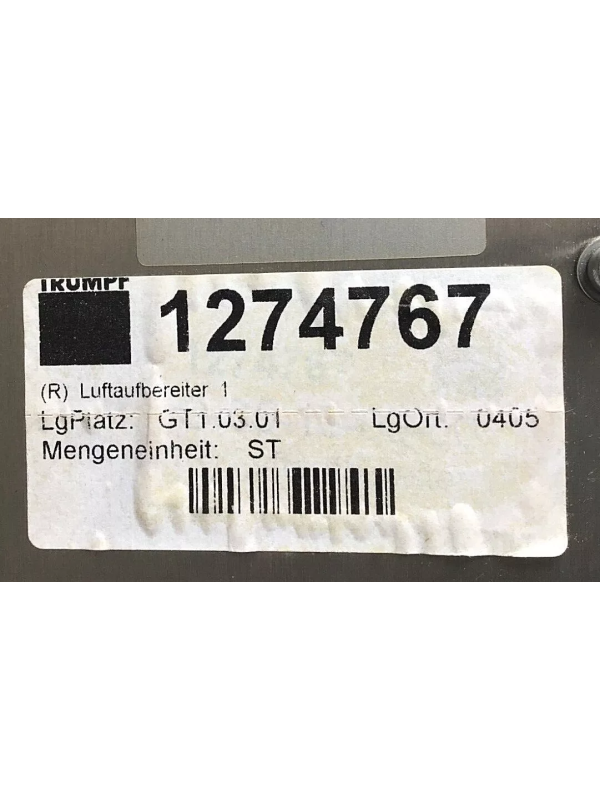 TRUMPF
1274767
(R) Luftaufbereiter 1
LgPlatz: GT1.03.01 LgOrt: 0405
Mengeneinheit: ST